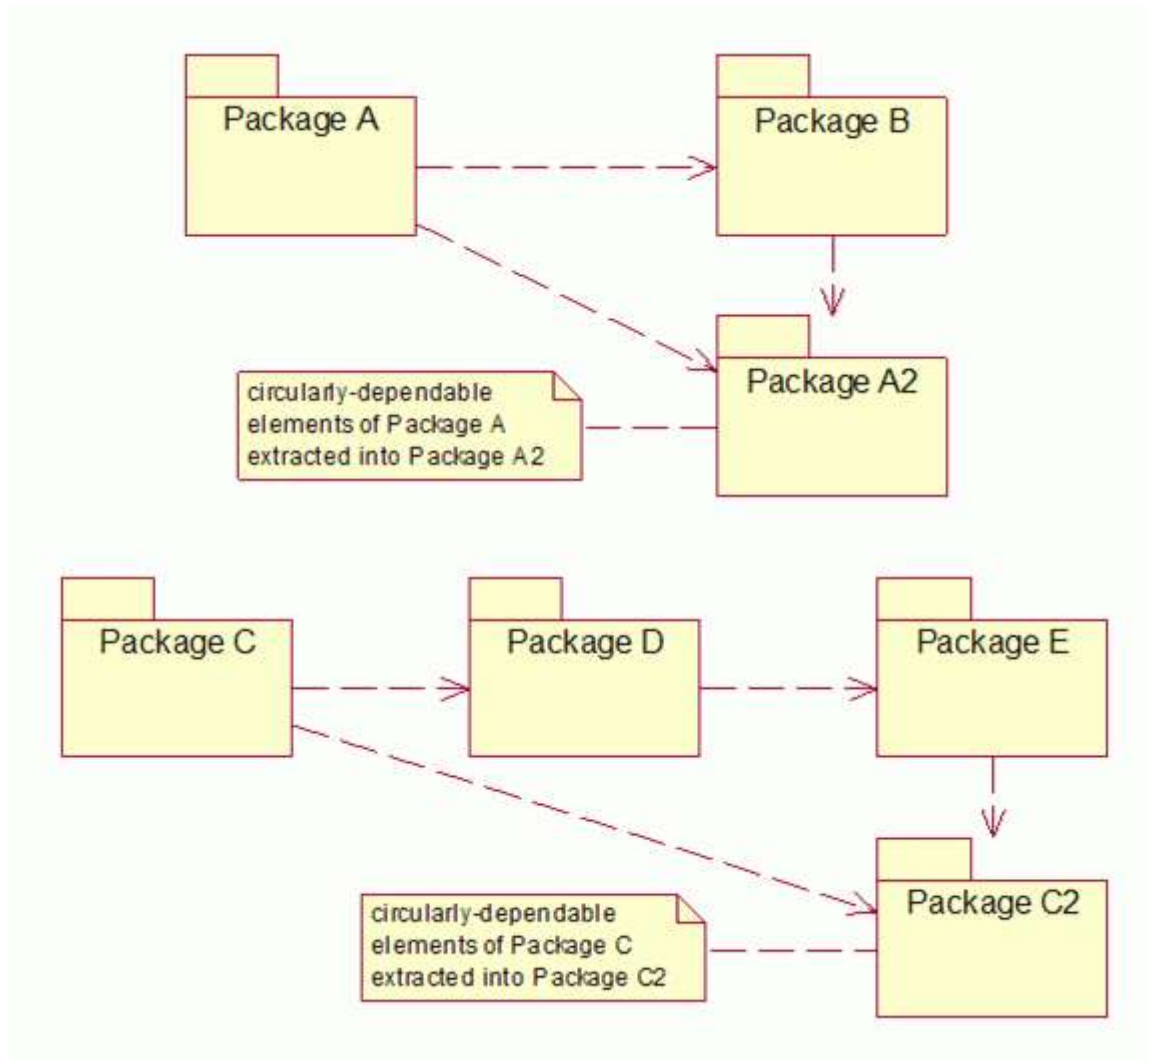 Package A
Package B
Package A2
circularly-dependable
elements of Package A
extracted into Package A2
Package C
Package D
Package E
Package C2
circularly-dependable
elements of Package C
extracted into Package C2